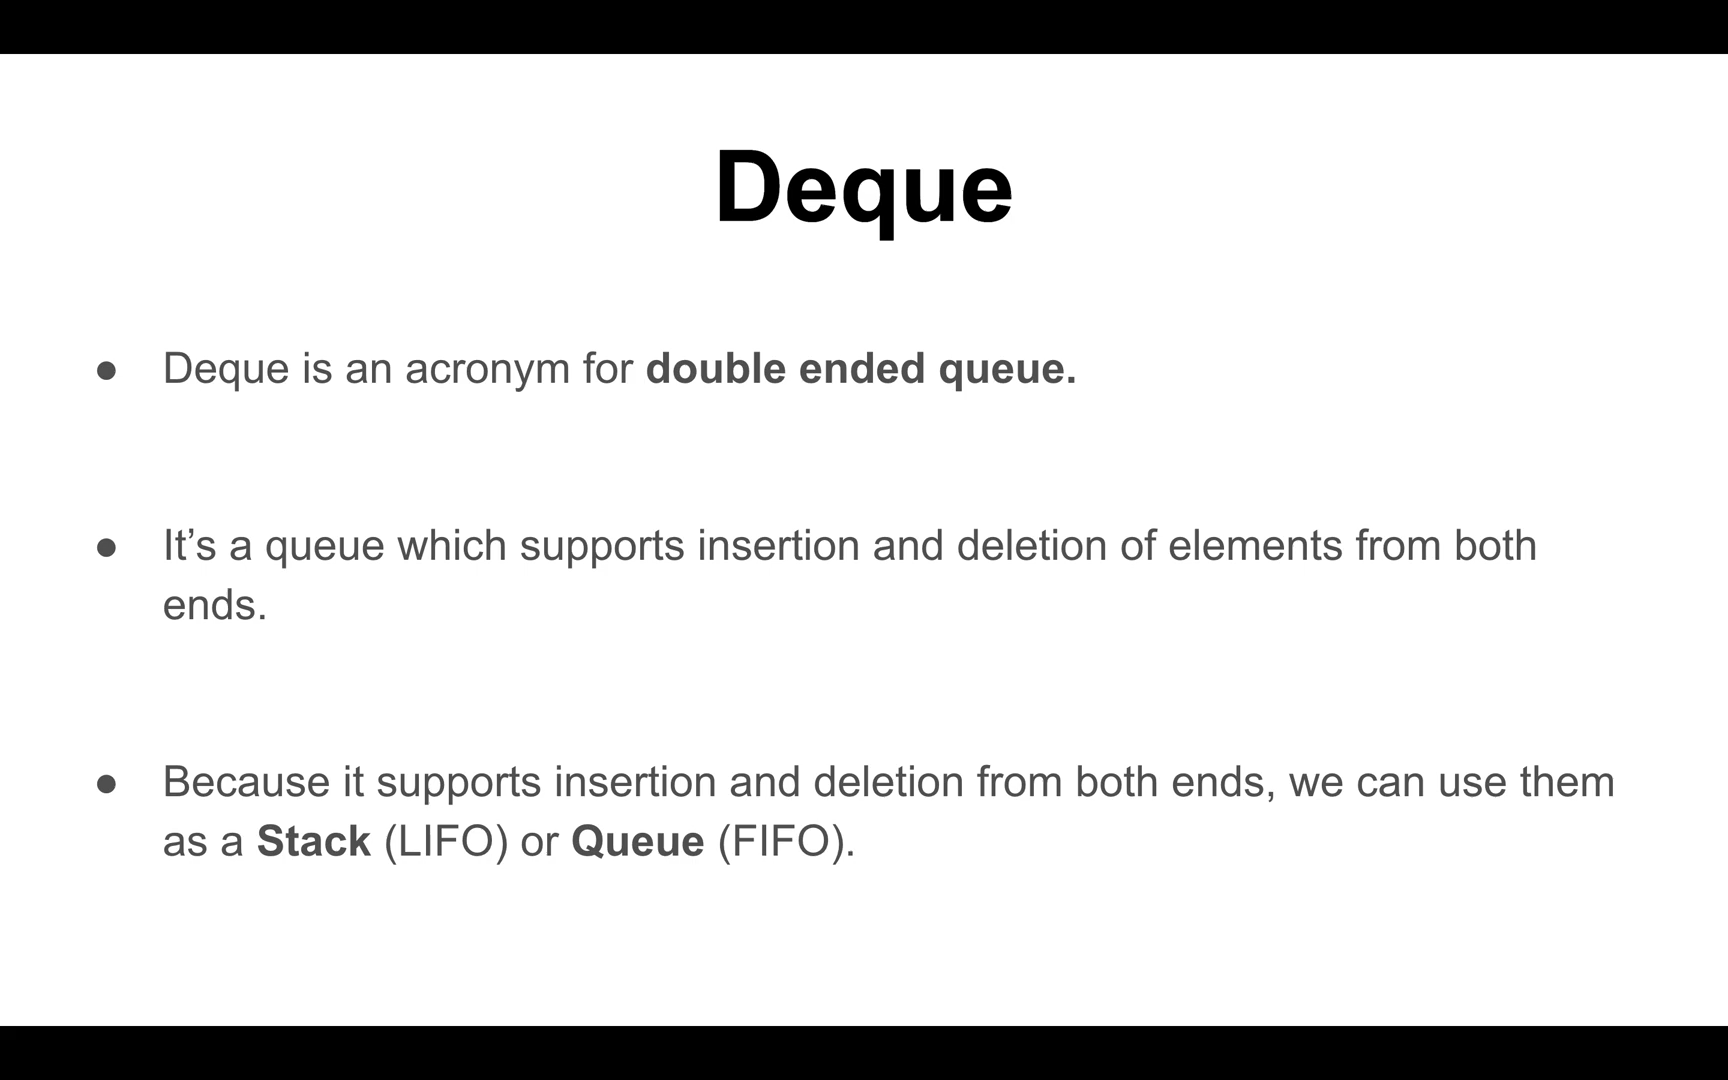 Deque
● Deque is an acronym for double ended queue.
● It’s a queue which supports insertion and deletion of elements from both
ends.
● Because it supports insertion and deletion from both ends, we can use them
as a Stack (LIFO) or Queue (FIFO).